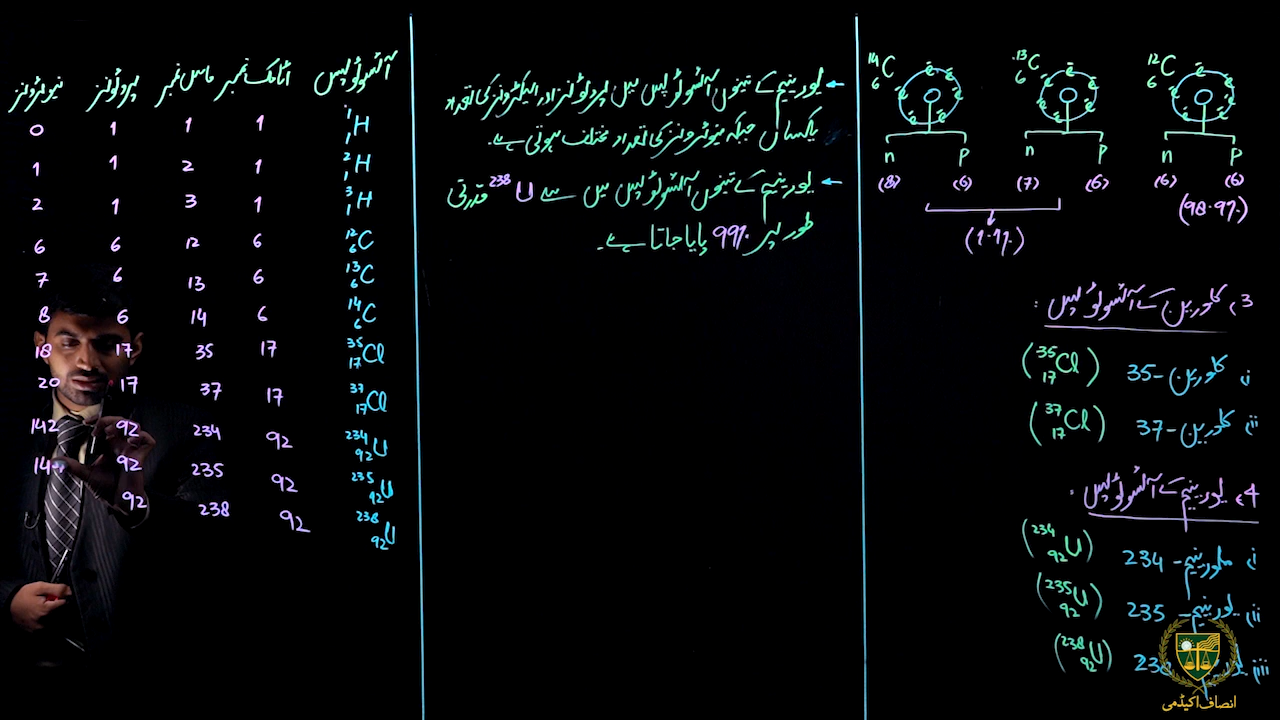 ¹⁴₆C ¹³₆C ¹²₆C
e e e e e e
n p n p n p
(8) (6) (7) (6) (6) (6)
(1.1%) (98.9%)
3) کلورین کے آئسوٹوپس:
i) کلورین-35 (³⁵₁₇Cl)
ii) کلورین-37 (³⁷₁₇Cl)
4) یورینیم کے آئسوٹوپس:
i) یورینیم-234 (²³⁴₉₂U)
ii) یورینیم-235 (²³⁵₉₂U)
iii) (²³⁸₉₂U)
انصاف اکیڈمی
← یورینیم کے تینوں آئسوٹوپس میں پروٹونز اور الیکٹرونز کی تعداد
یکساں جبکہ نیوٹرونز کی تعداد مختلف ہوتی ہے۔
← یورینیم کے تینوں آئسوٹوپس میں سے ²³⁸U قدرتی
طور پر 99% پایا جاتا ہے۔
آئسوٹوپس اٹامک نمبر ماس نمبر پروٹونز نیوٹرونز
¹₁H 1 1 1 0
²₁H 1 2 1 1
³₁H 1 3 1 2
¹²₆C 6 12 6 6
¹³₆C 6 13 6 7
¹⁴₆C 6 14 6 8
³⁵₁₇Cl 17 35 17 18
³⁷₁₇Cl 17 37 17 20
²³⁴₉₂U 92 234 92 142
²³⁵₉₂U 92 235 92 14
²³⁸₉₂U 92 238 92